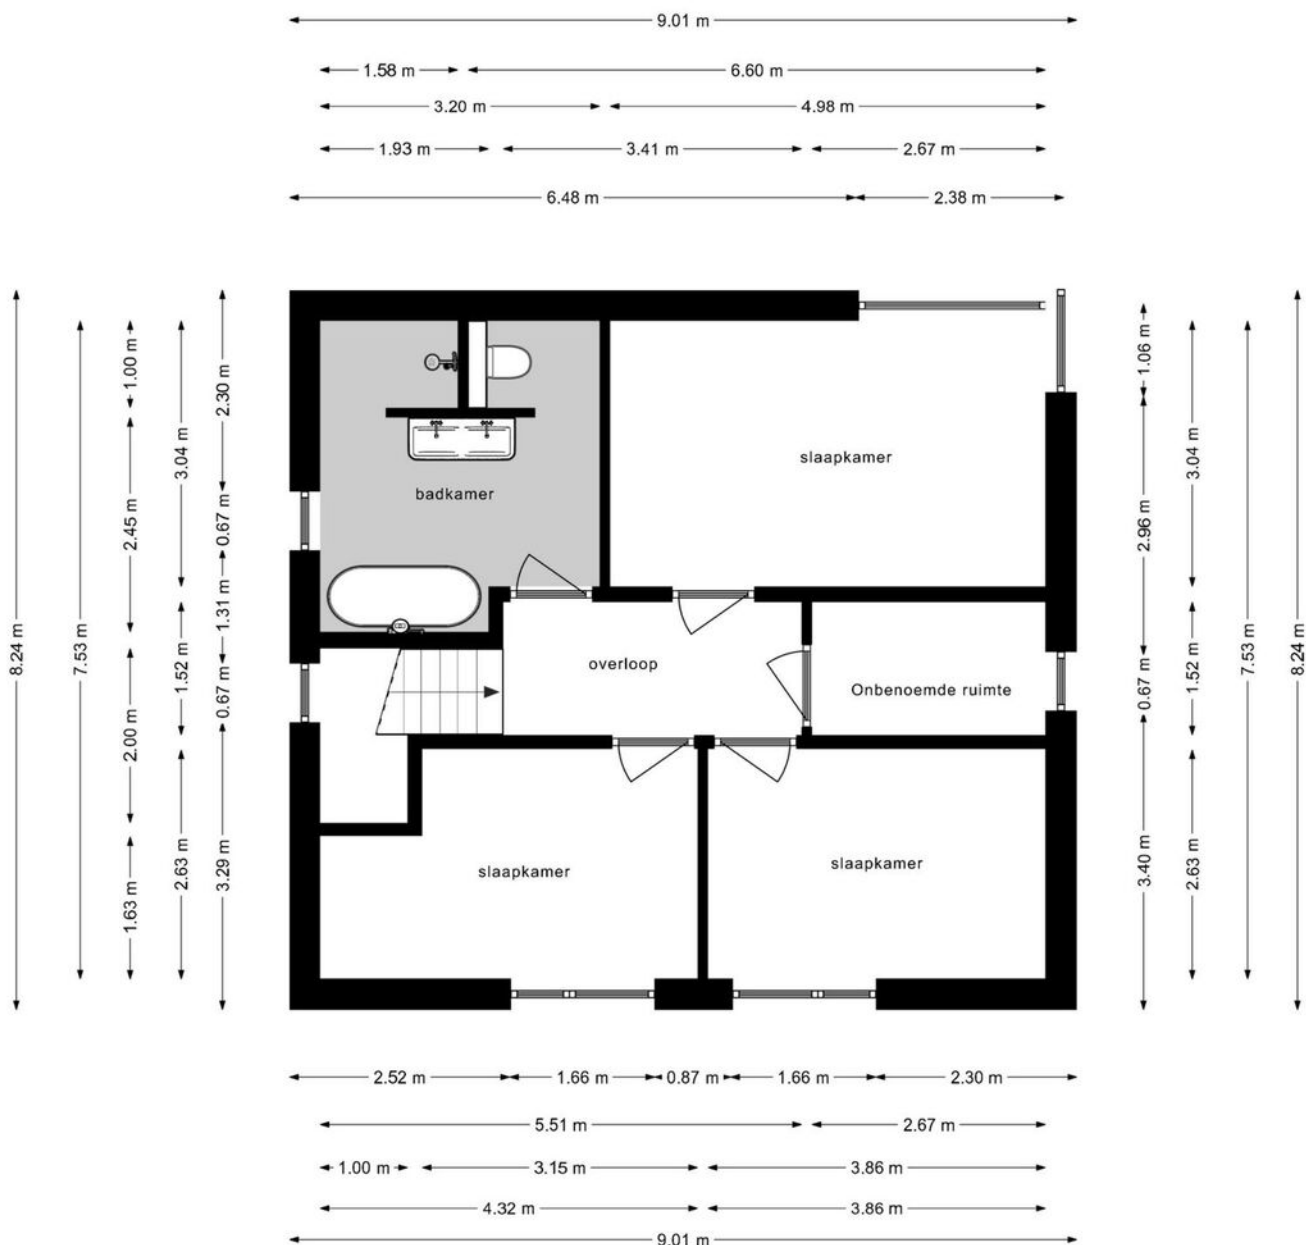 9.01 m
1.58 m
6.60 m
3.20 m
4.98 m
1.93 m
3.41 m
2.67 m
6.48 m
2.38 m
8.24 m
7.53 m
1.00 m
2.45 m
2.00 m
1.63 m
3.04 m
1.52 m
2.63 m
2.30 m
0.67 m
1.31 m
0.67 m
3.29 m
slaapkamer
badkamer
overloop
Onbenoemde ruimte
slaapkamer
slaapkamer
1.06 m
2.96 m
0.67 m
3.40 m
3.04 m
1.52 m
2.63 m
7.53 m
8.24 m
2.52 m
1.66 m
0.87 m
1.66 m
2.30 m
5.51 m
2.67 m
1.00 m
3.15 m
3.86 m
4.32 m
3.86 m
9.01 m